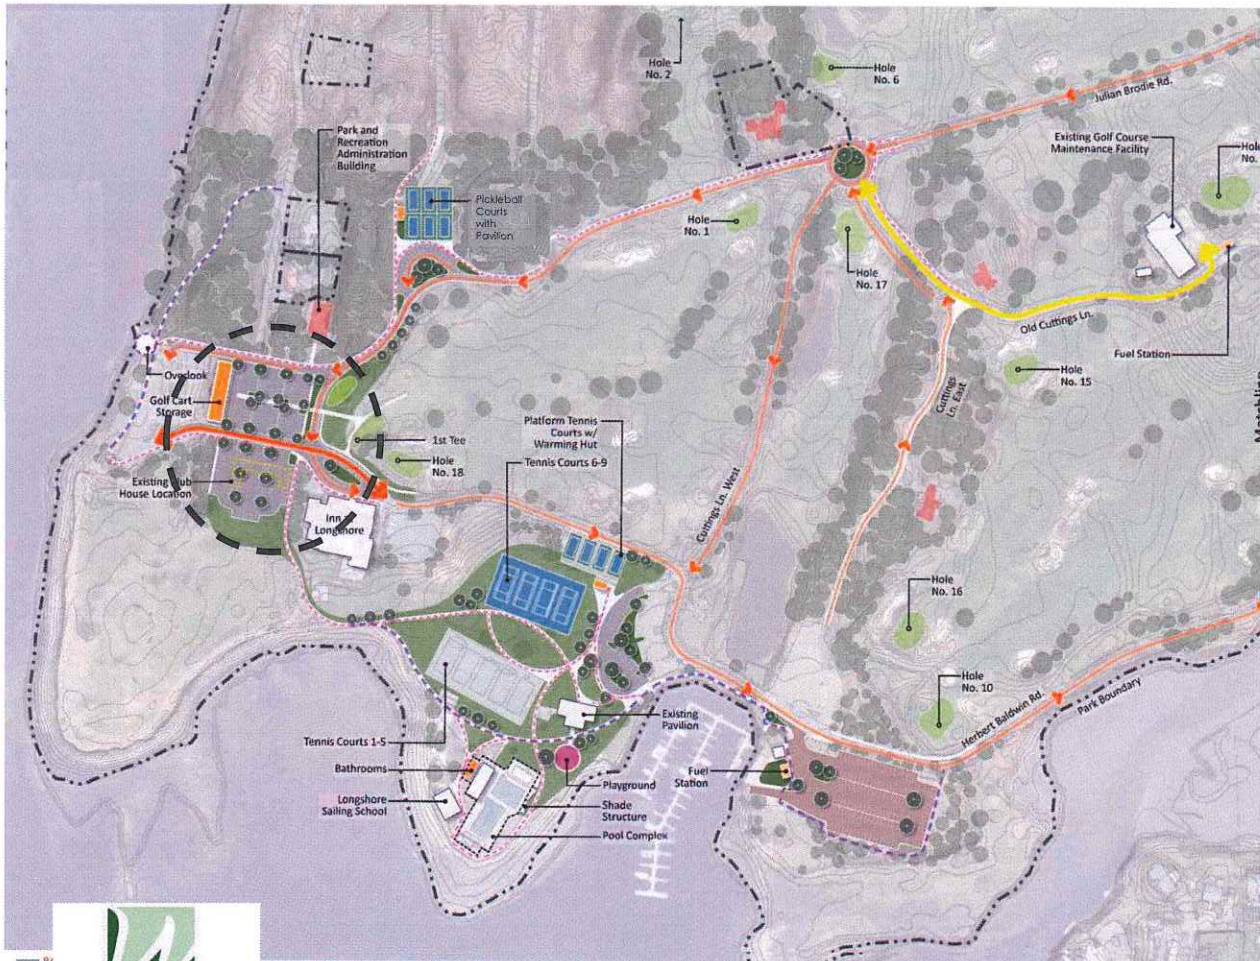 Hole
No. 2
Hole
No. 6
Julian Brodie Rd.
Park and
Recreation
Administration
Building
Existing Golf Course
Maintenance Facility
Hole
No.
Pickleball
Courts
with
Pavilion
Hole
No. 1
Hole
No. 17
Old Cuttings Ln.
Fuel Station
Overlook
Golf Cart
Storage
Hole
No. 15
Cuttings
Ln. East
Platform Tennis
Courts w/
Warming Hut
1st Tee
Tennis Courts 6-9
Hole
No. 18
Cuttings Ln. West
Existing Club
House Location
Inn
Longshore
Hole
No. 16
Hole
No. 10
Herbert Baldwin Rd.
Park Boundary
Existing
Pavilion
Tennis Courts 1-5
Bathrooms
Fuel
Station
Playground
Longshore
Sailing School
Shade
Structure
Pool Complex